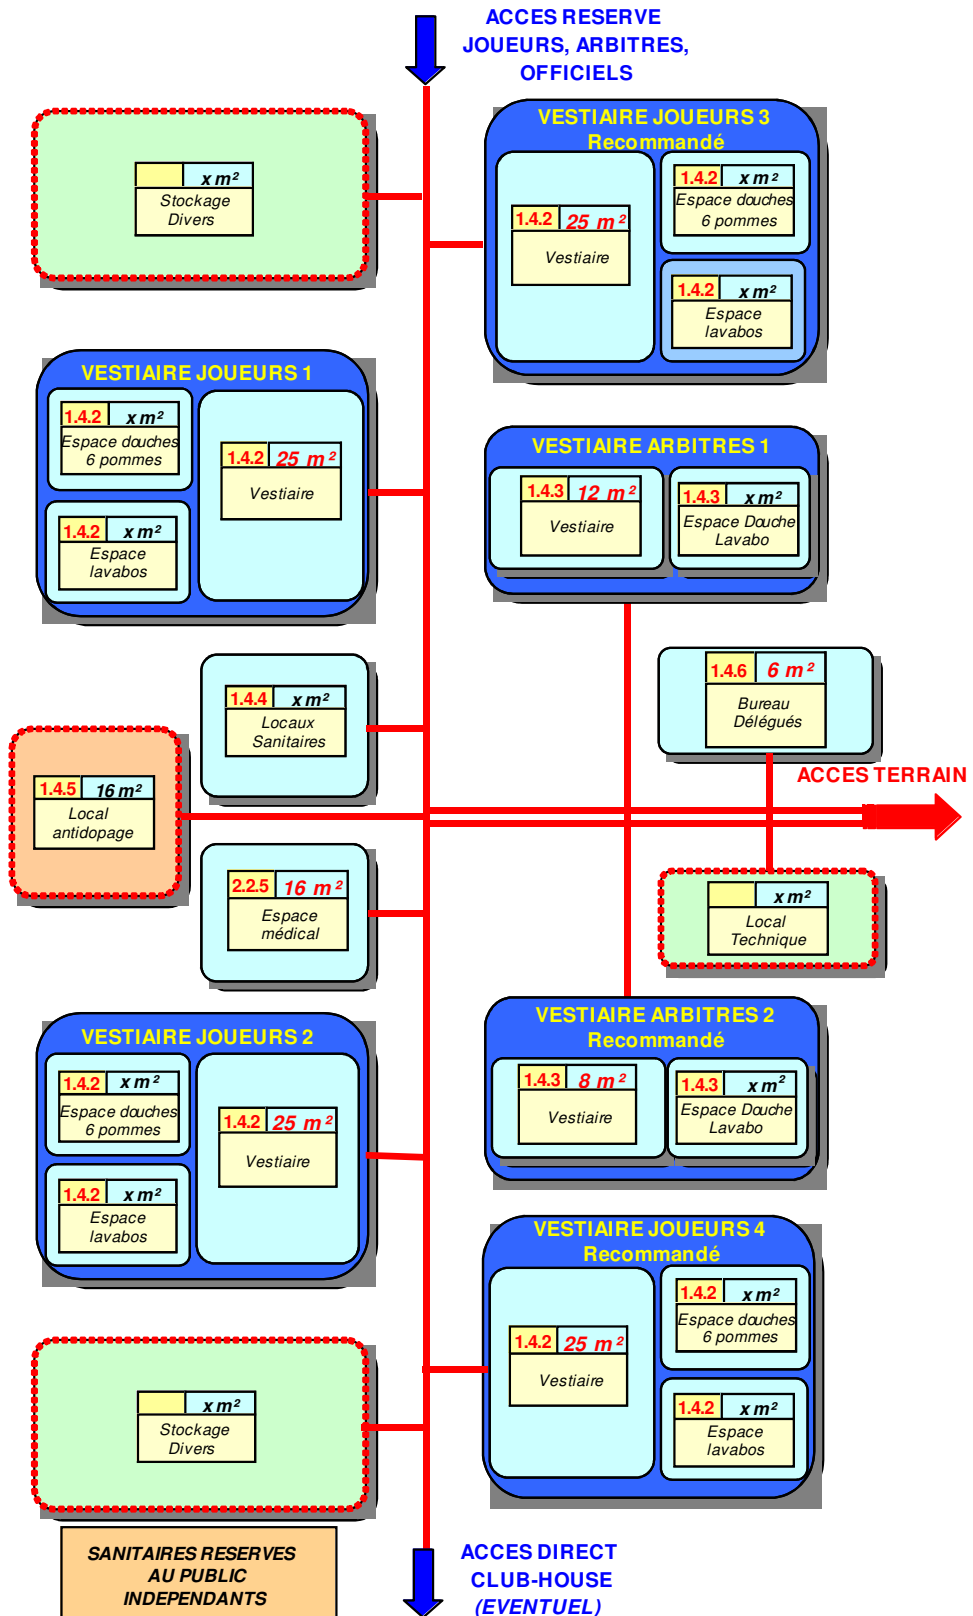 ACCES RESERVE
JOUEURS, ARBITRES,
OFFICIELS
x m²
Stockage
Divers
VESTIAIRE JOUEURS 3
Recommandé
1.4.2 25 m²
Vestiaire
1.4.2 x m²
Espace douches
6 pommes
1.4.2 x m²
Espace
lavabos
VESTIAIRE JOUEURS 1
1.4.2 x m²
Espace douches
6 pommes
1.4.2 x m²
Espace
lavabos
1.4.2 25 m²
Vestiaire
VESTIAIRE ARBITRES 1
1.4.3 12 m²
Vestiaire
1.4.3 x m²
Espace Douche
Lavabo
1.4.4 x m²
Locaux
Sanitaires
1.4.6 6 m²
Bureau
Délégués
ACCES TERRAIN
1.4.5 16 m²
Local
antidopage
2.2.5 16 m²
Espace
médical
x m²
Local
Technique
VESTIAIRE JOUEURS 2
1.4.2 x m²
Espace douches
6 pommes
1.4.2 x m²
Espace
lavabos
1.4.2 25 m²
Vestiaire
VESTIAIRE ARBITRES 2
Recommandé
1.4.3 8 m²
Vestiaire
1.4.3 x m²
Espace Douche
Lavabo
VESTIAIRE JOUEURS 4
Recommandé
1.4.2 25 m²
Vestiaire
1.4.2 x m²
Espace douches
6 pommes
1.4.2 x m²
Espace
lavabos
x m²
Stockage
Divers
SANITAIRES RESERVES
AU PUBLIC
INDEPENDANTS
ACCES DIRECT
CLUB-HOUSE
(EVENTUEL)